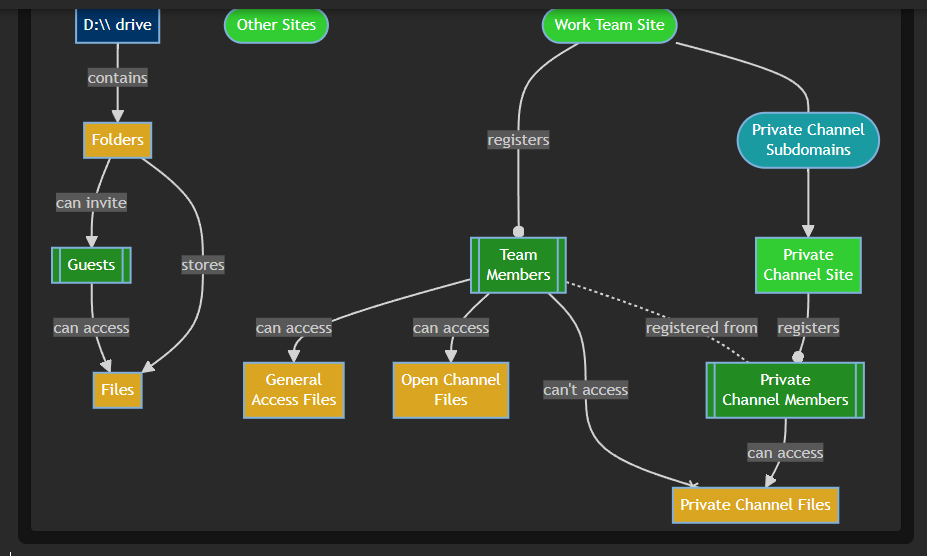 D:\\ drive
Other Sites
Work Team Site
contains
Private Channel
Subdomains
Folders
registers
can invite
Guests
stores
Team
Members
Private
Channel Site
can access
can access
can access
registered from
registers
Files
General
Access Files
Open Channel
Files
can't access
Private
Channel Members
can access
Private Channel Files